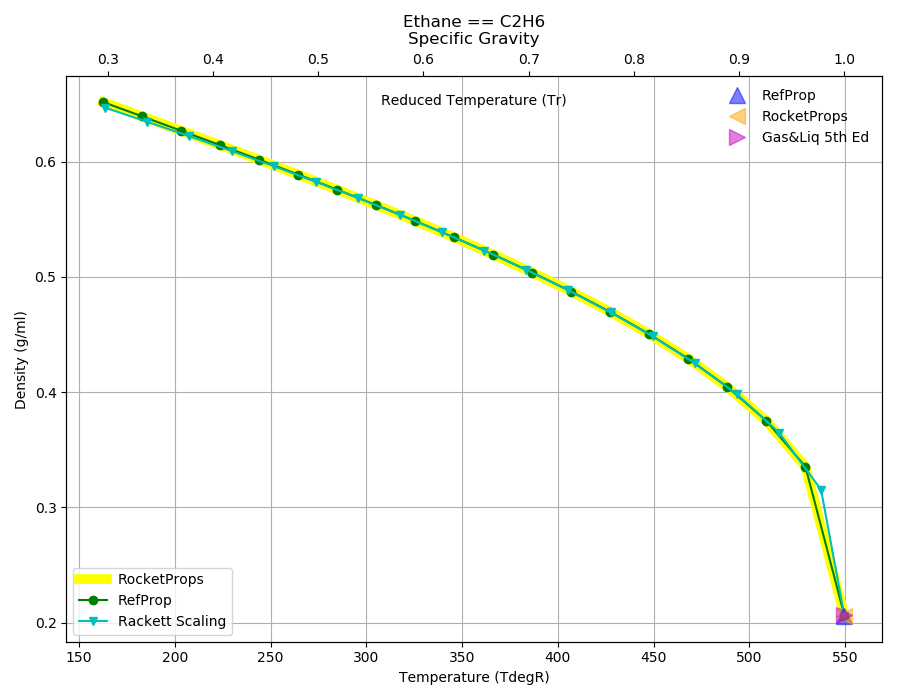 Ethane == C2H6
Specific Gravity
0.3 0.4 0.5 0.6 0.7 0.8 0.9 1.0
Reduced Temperature (Tr)
RefProp
RocketProps
Gas&Liq 5th Ed
Density (g/ml)
0.6
0.5
0.4
0.3
0.2
RocketProps
RefProp
Rackett Scaling
150 200 250 300 350 400 450 500 550
Temperature (TdegR)